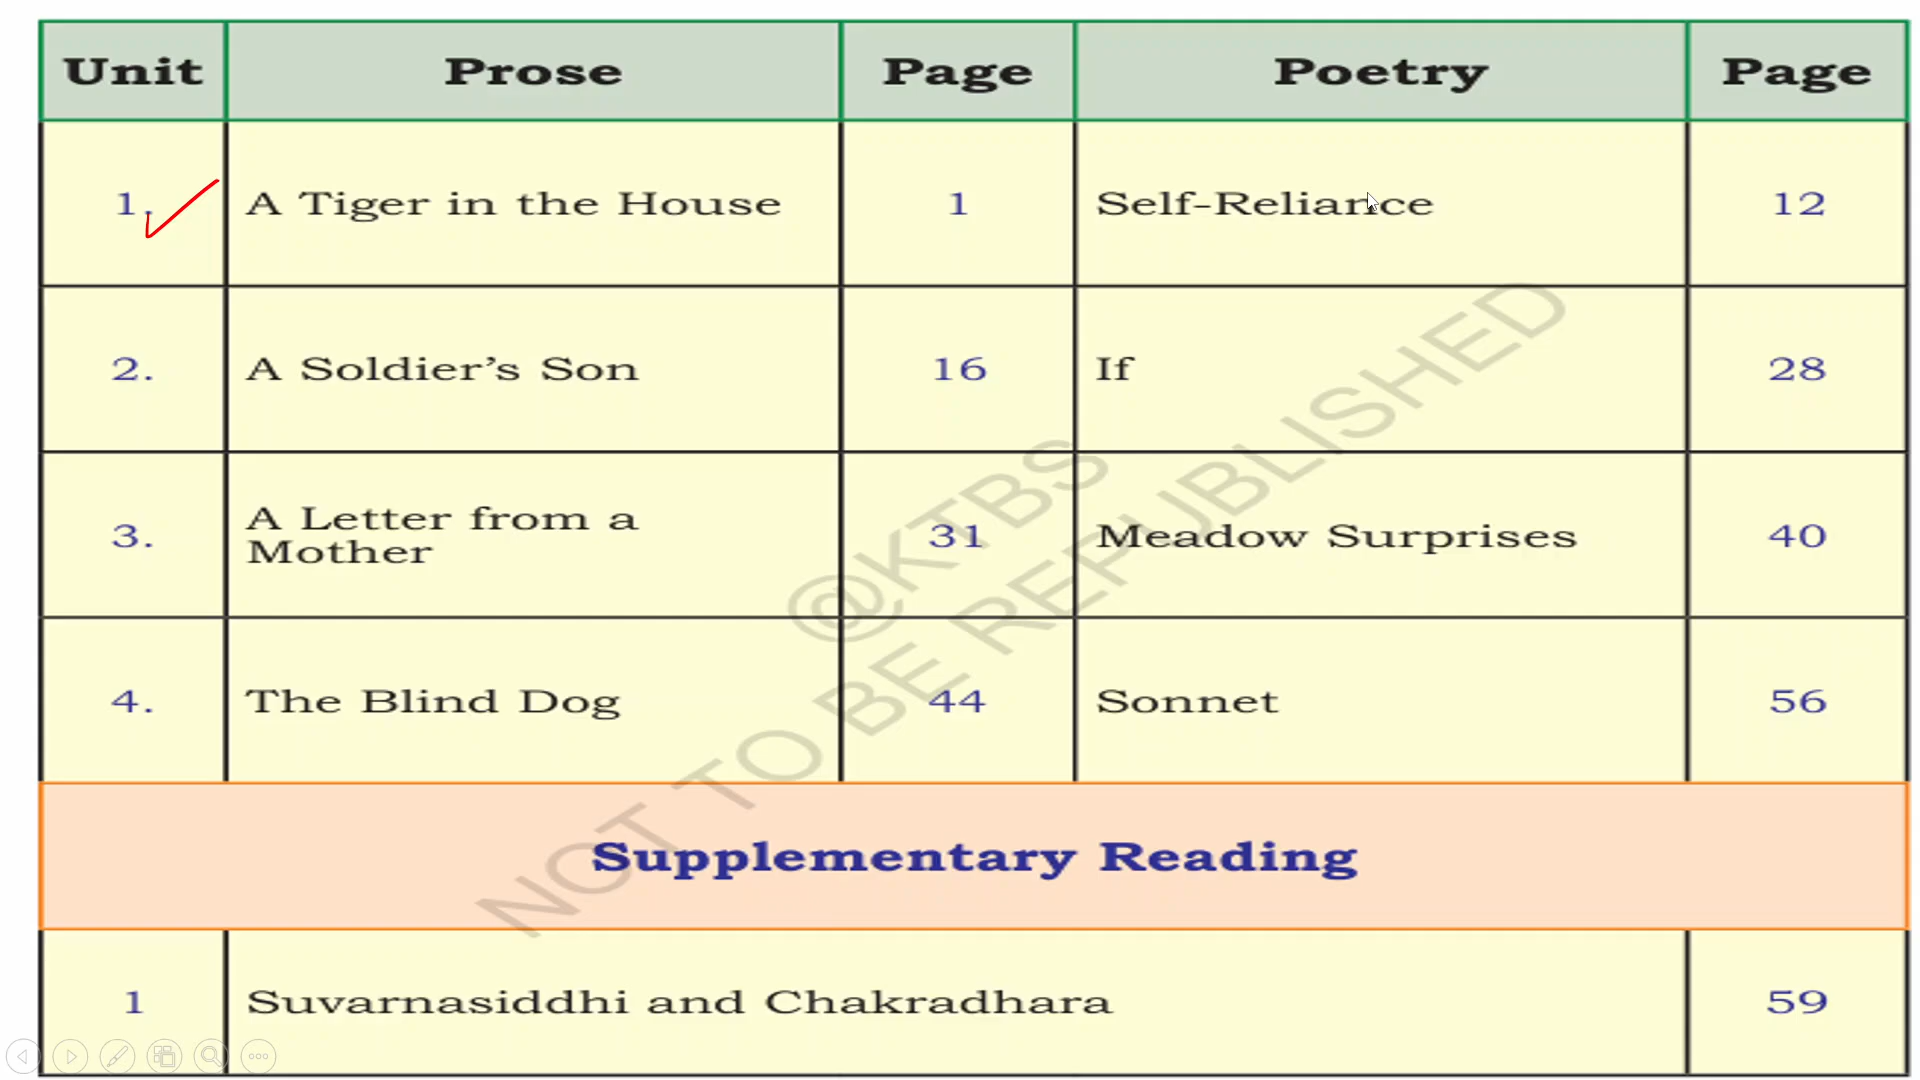 Unit Prose Page Poetry Page
1. A Tiger in the House 1 Self-Reliance 12
2. A Soldier’s Son 16 If 28
3. A Letter from a
Mother 31 Meadow Surprises 40
4. The Blind Dog 44 Sonnet 56
Supplementary Reading
1 Suvarnasiddhi and Chakradhara 59
@KTBS
NOT TO BE REPUBLISHED